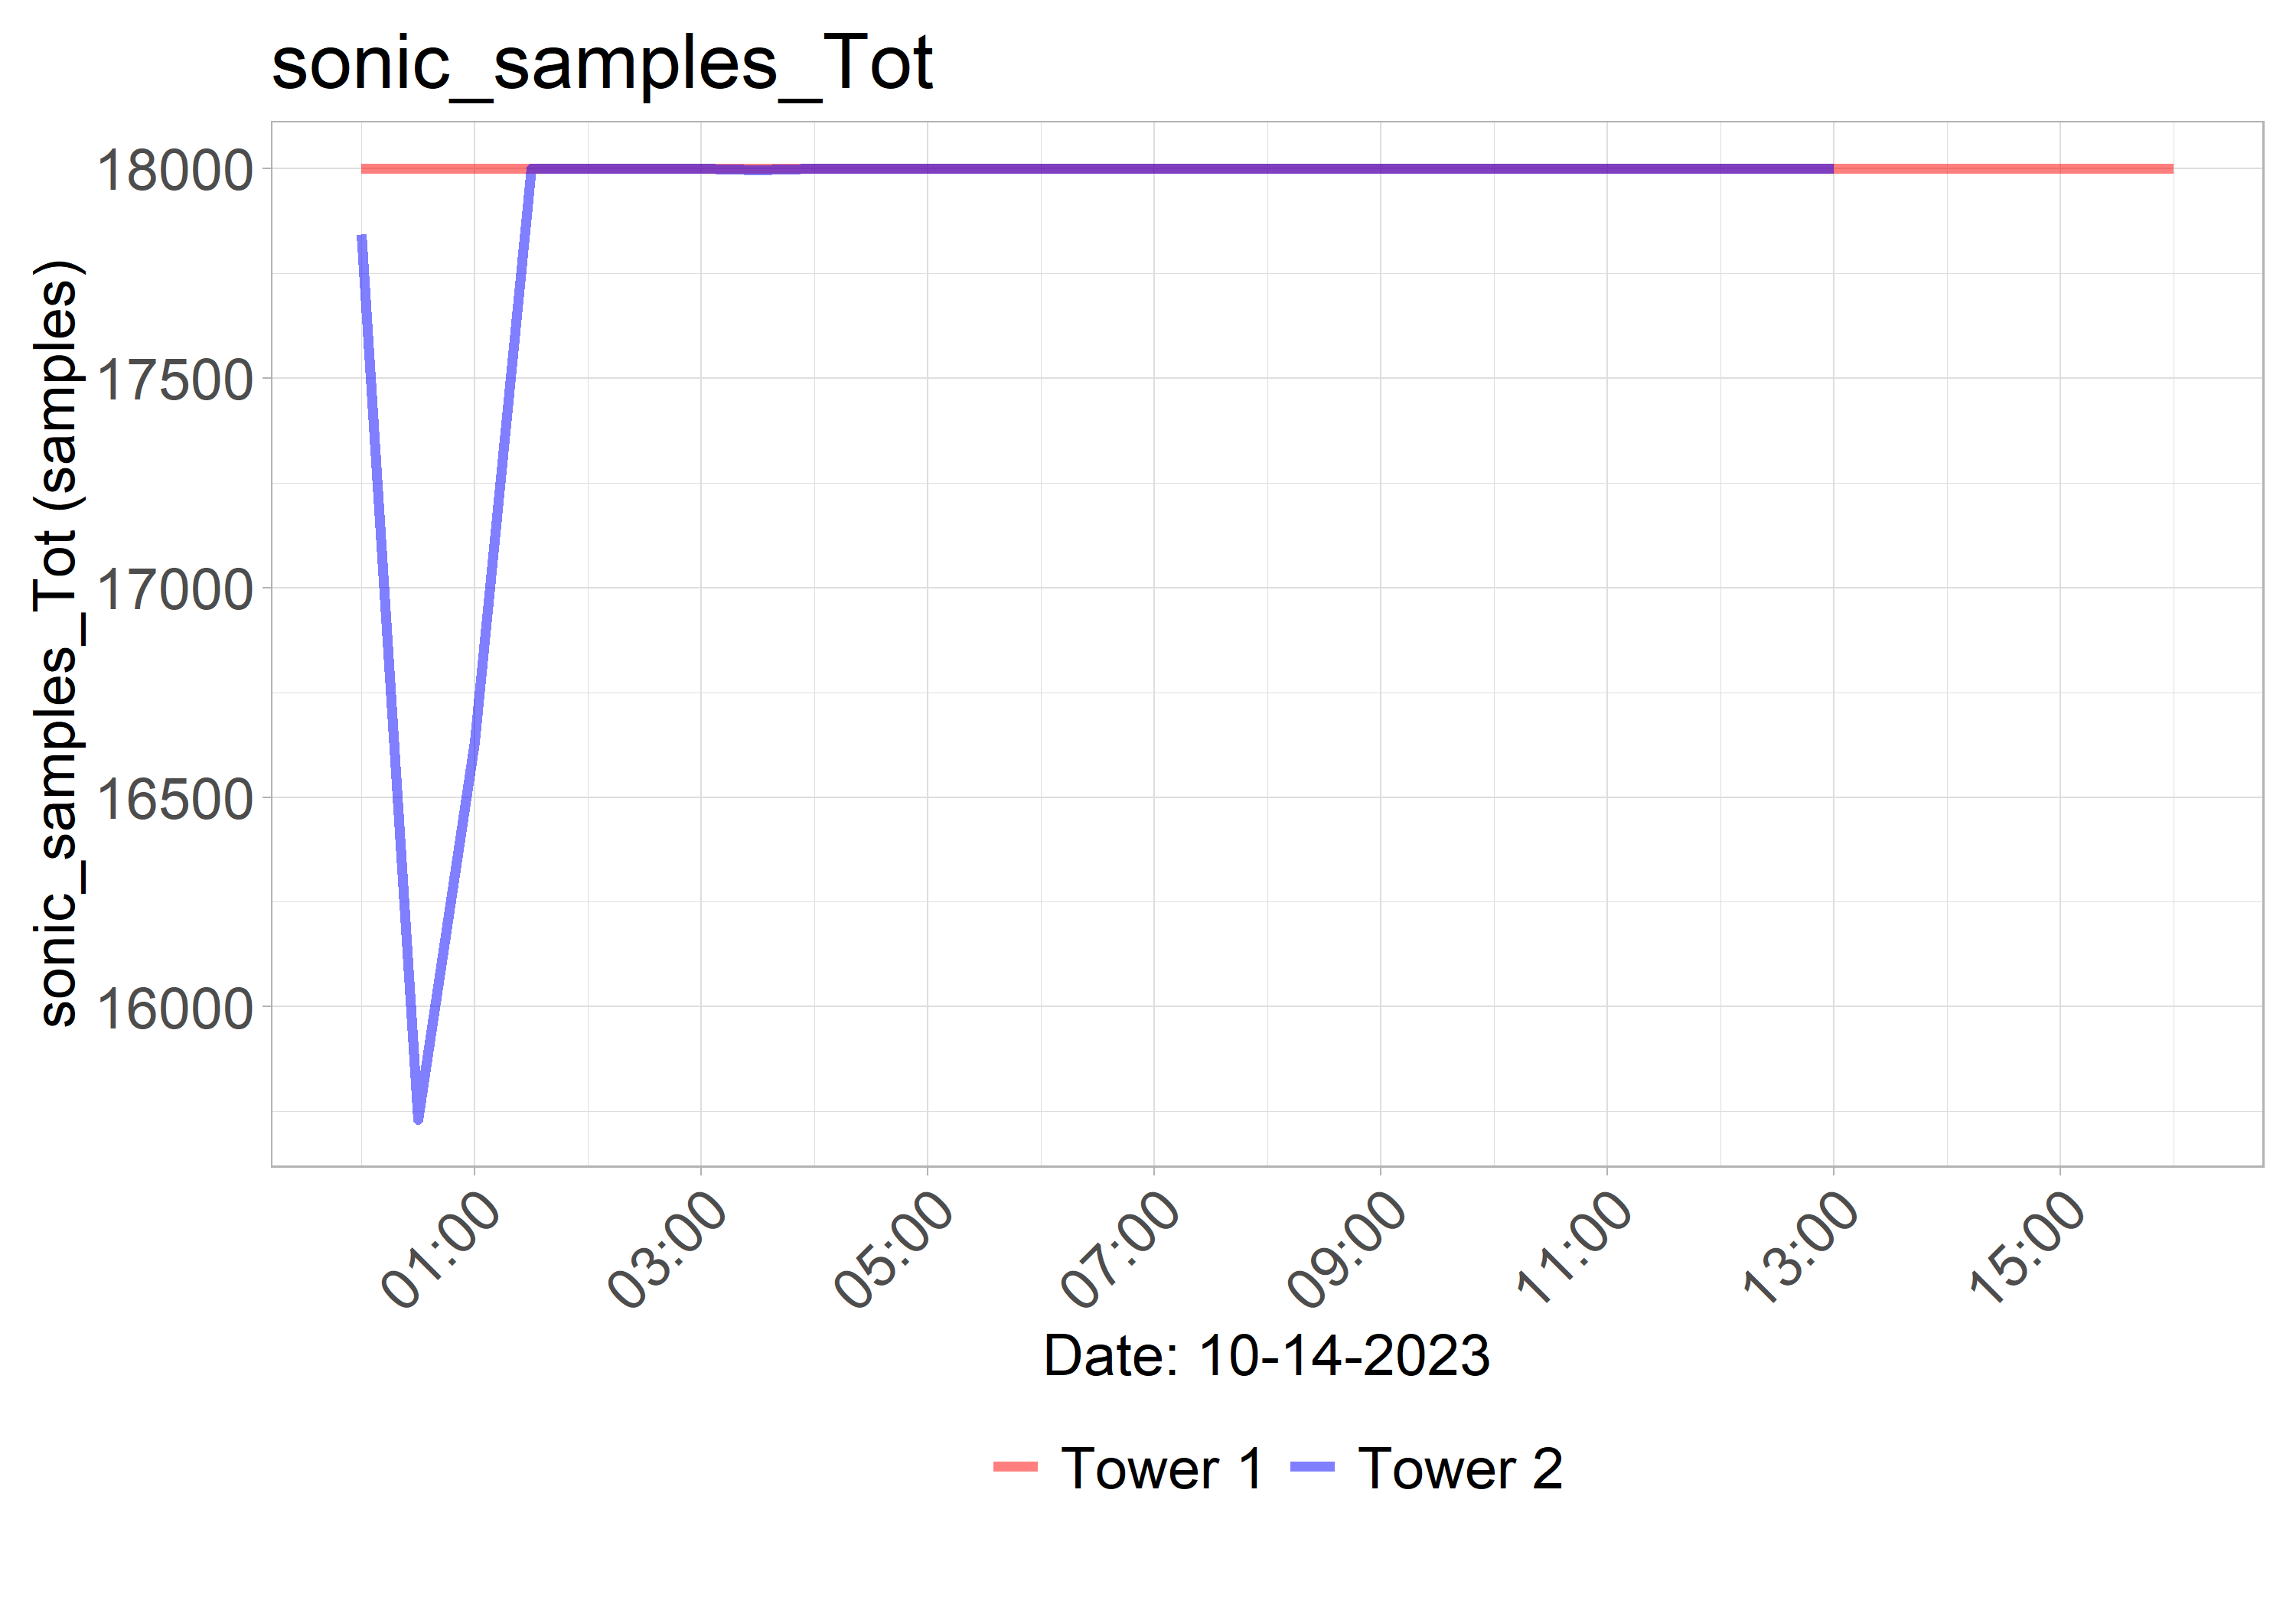 sonic_samples_Tot
sonic_samples_Tot (samples)
18000
17500
17000
16500
16000
01:00
03:00
05:00
07:00
09:00
11:00
13:00
15:00
Date: 10-14-2023
Tower 1
Tower 2